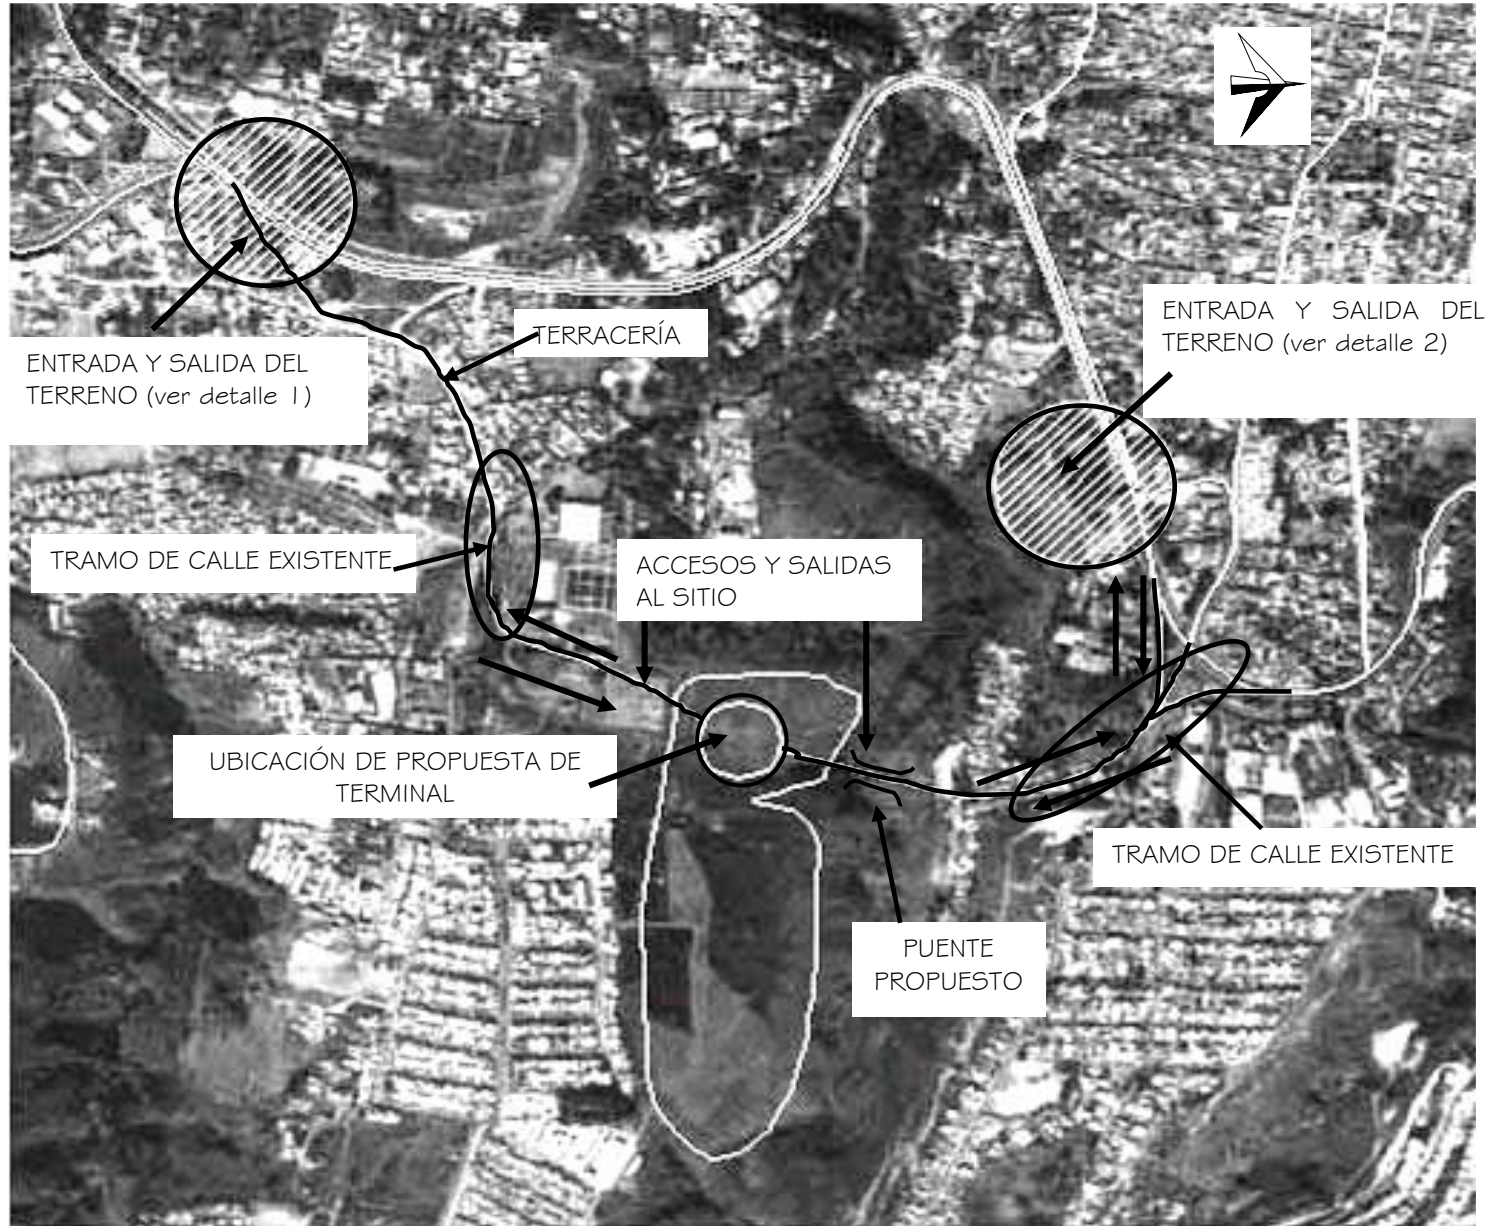 ENTRADA Y SALIDA DEL
TERRENO (ver detalle 2)
TERRACERÍA
ENTRADA Y SALIDA DEL
TERRENO (ver detalle 1)
TRAMO DE CALLE EXISTENTE
ACCESOS Y SALIDAS
AL SITIO
UBICACIÓN DE PROPUESTA DE
TERMINAL
TRAMO DE CALLE EXISTENTE
PUENTE
PROPUESTO